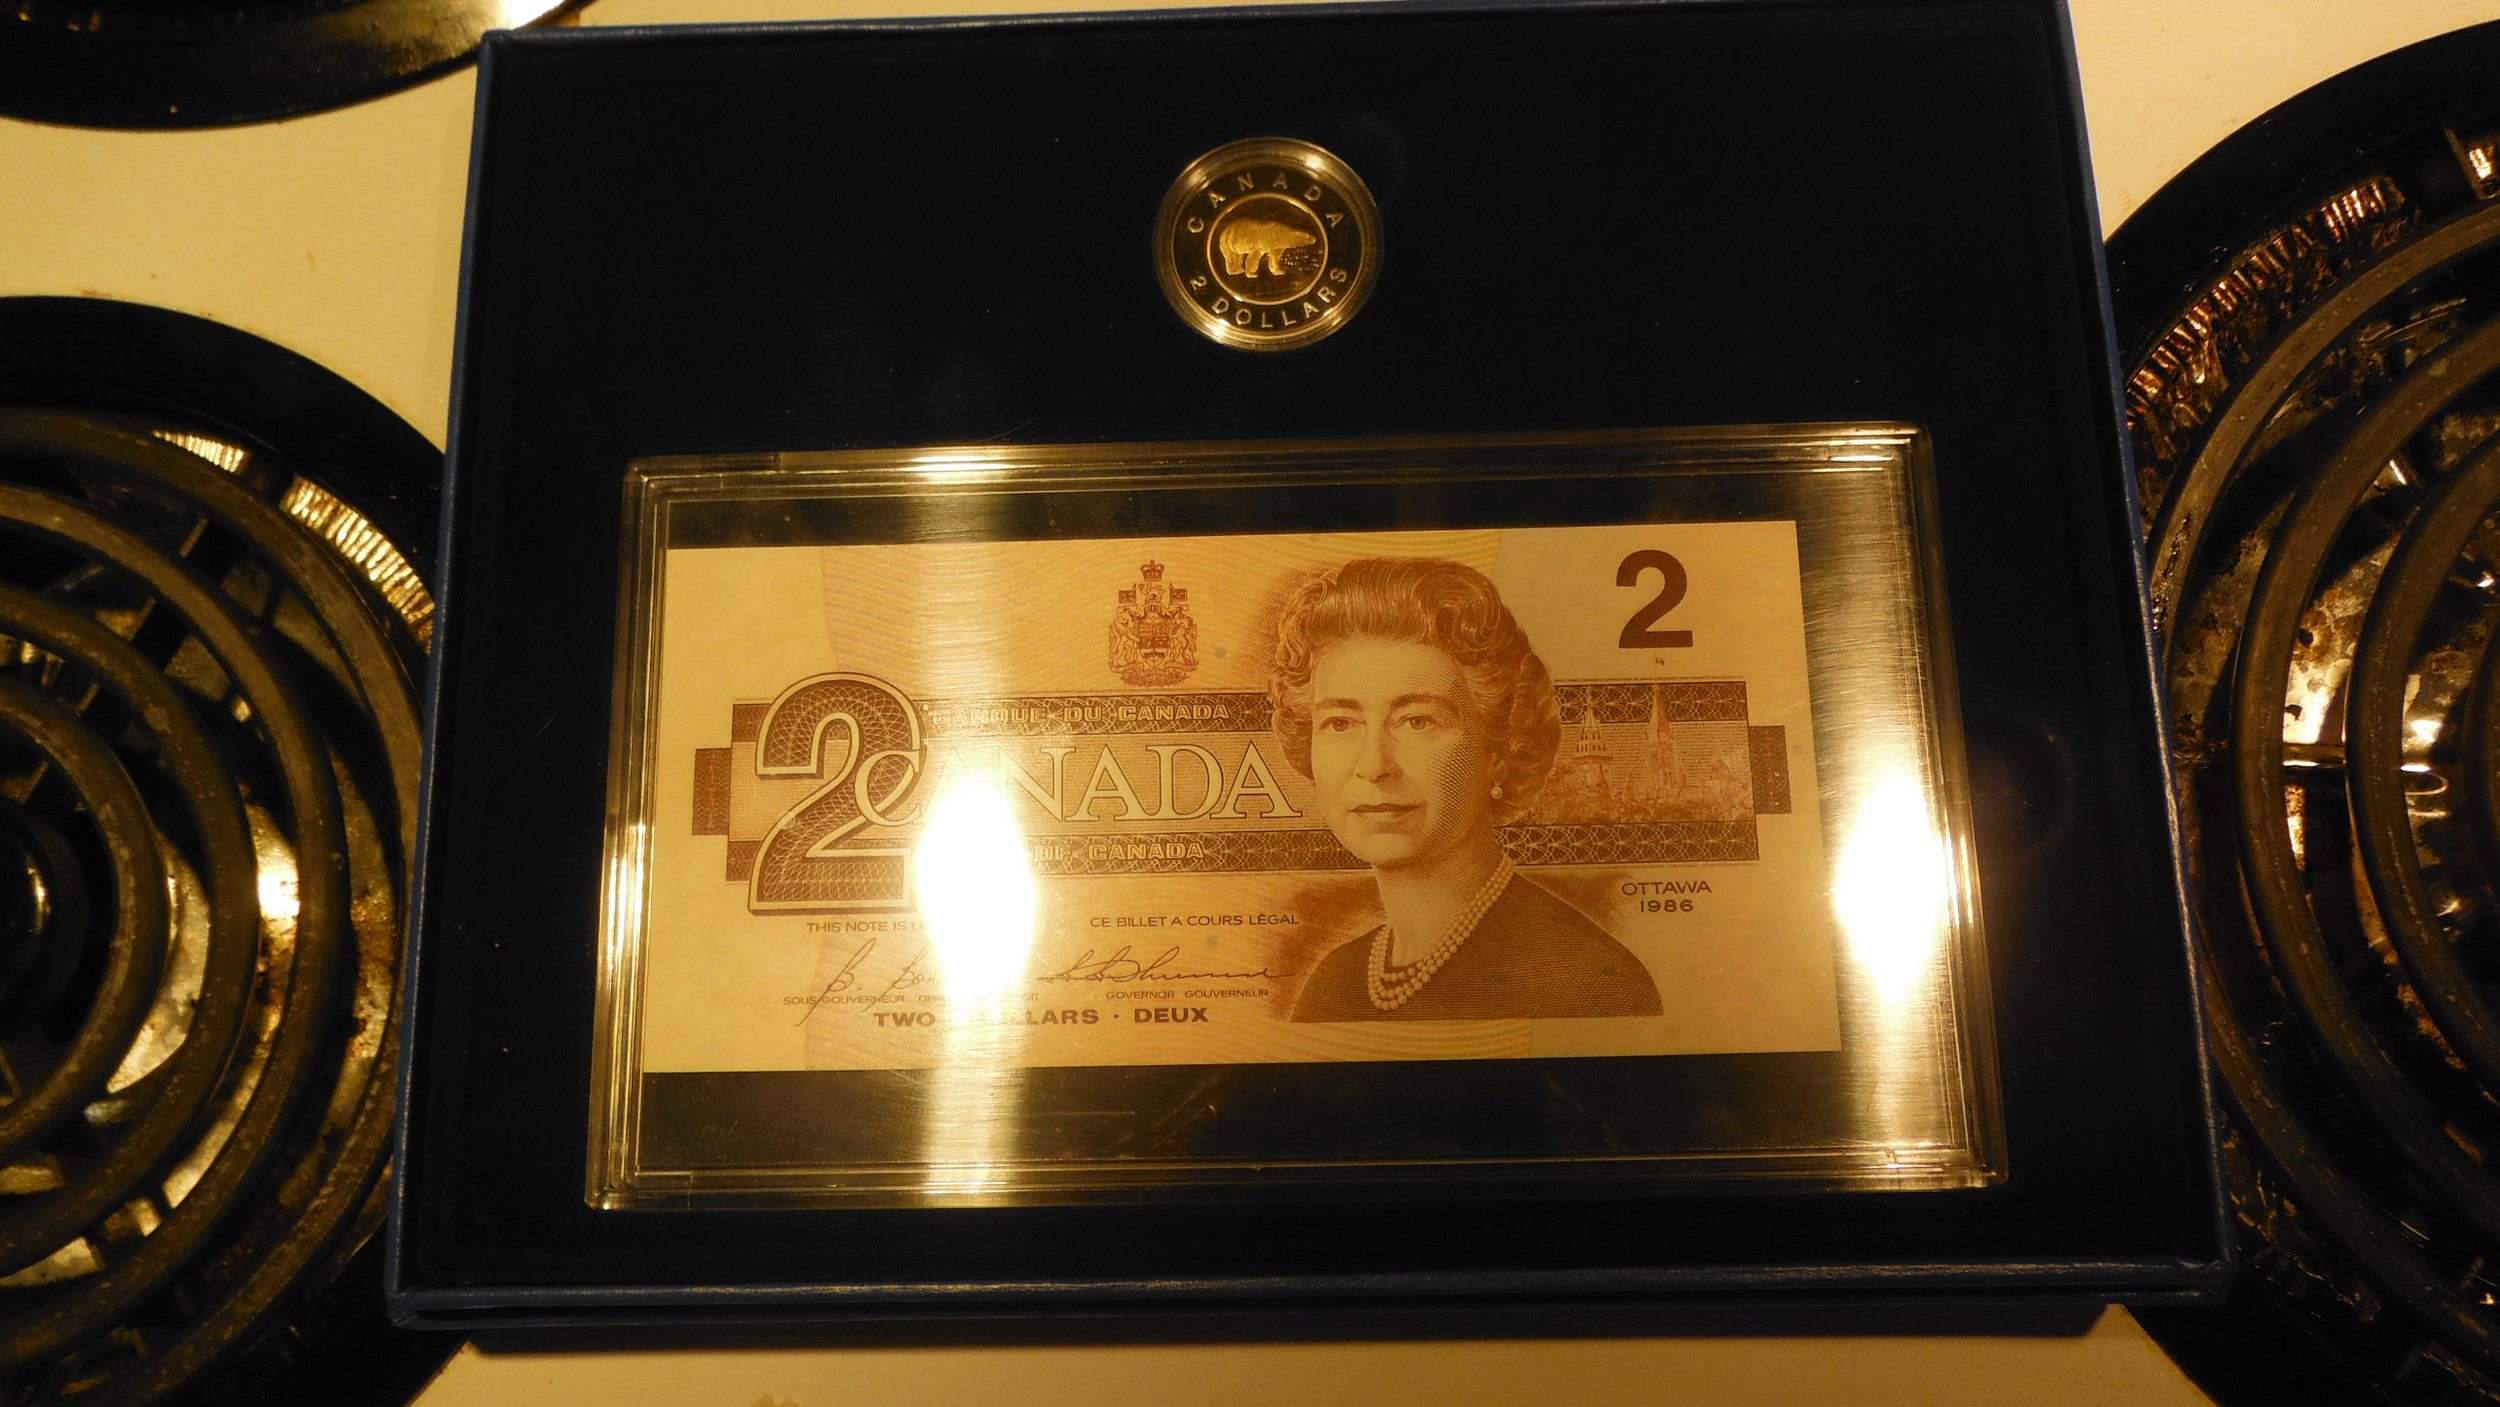 CANADA
2 DOLLARS
2
BANQUE DU CANADA
2 CANADA
OF CANADA
OTTAWA
1986
THIS NOTE IS
CE BILLET A COURS LÉGAL
SOUS-GOUVERNEUR
GOVERNOR GOUVERNEUR
TWO LARS · DEUX